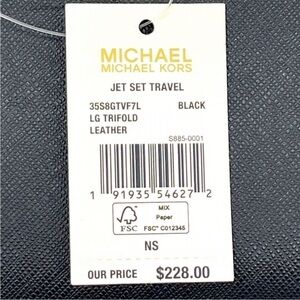 MICHAEL
MICHAEL KORS
JET SET TRAVEL
35S8GTVF7L BLACK
LG TRIFOLD
LEATHER
S885-0001
1 91935 54627 2
FSC
MIX
Paper
FSC® C012345
NS
OUR PRICE $228.00